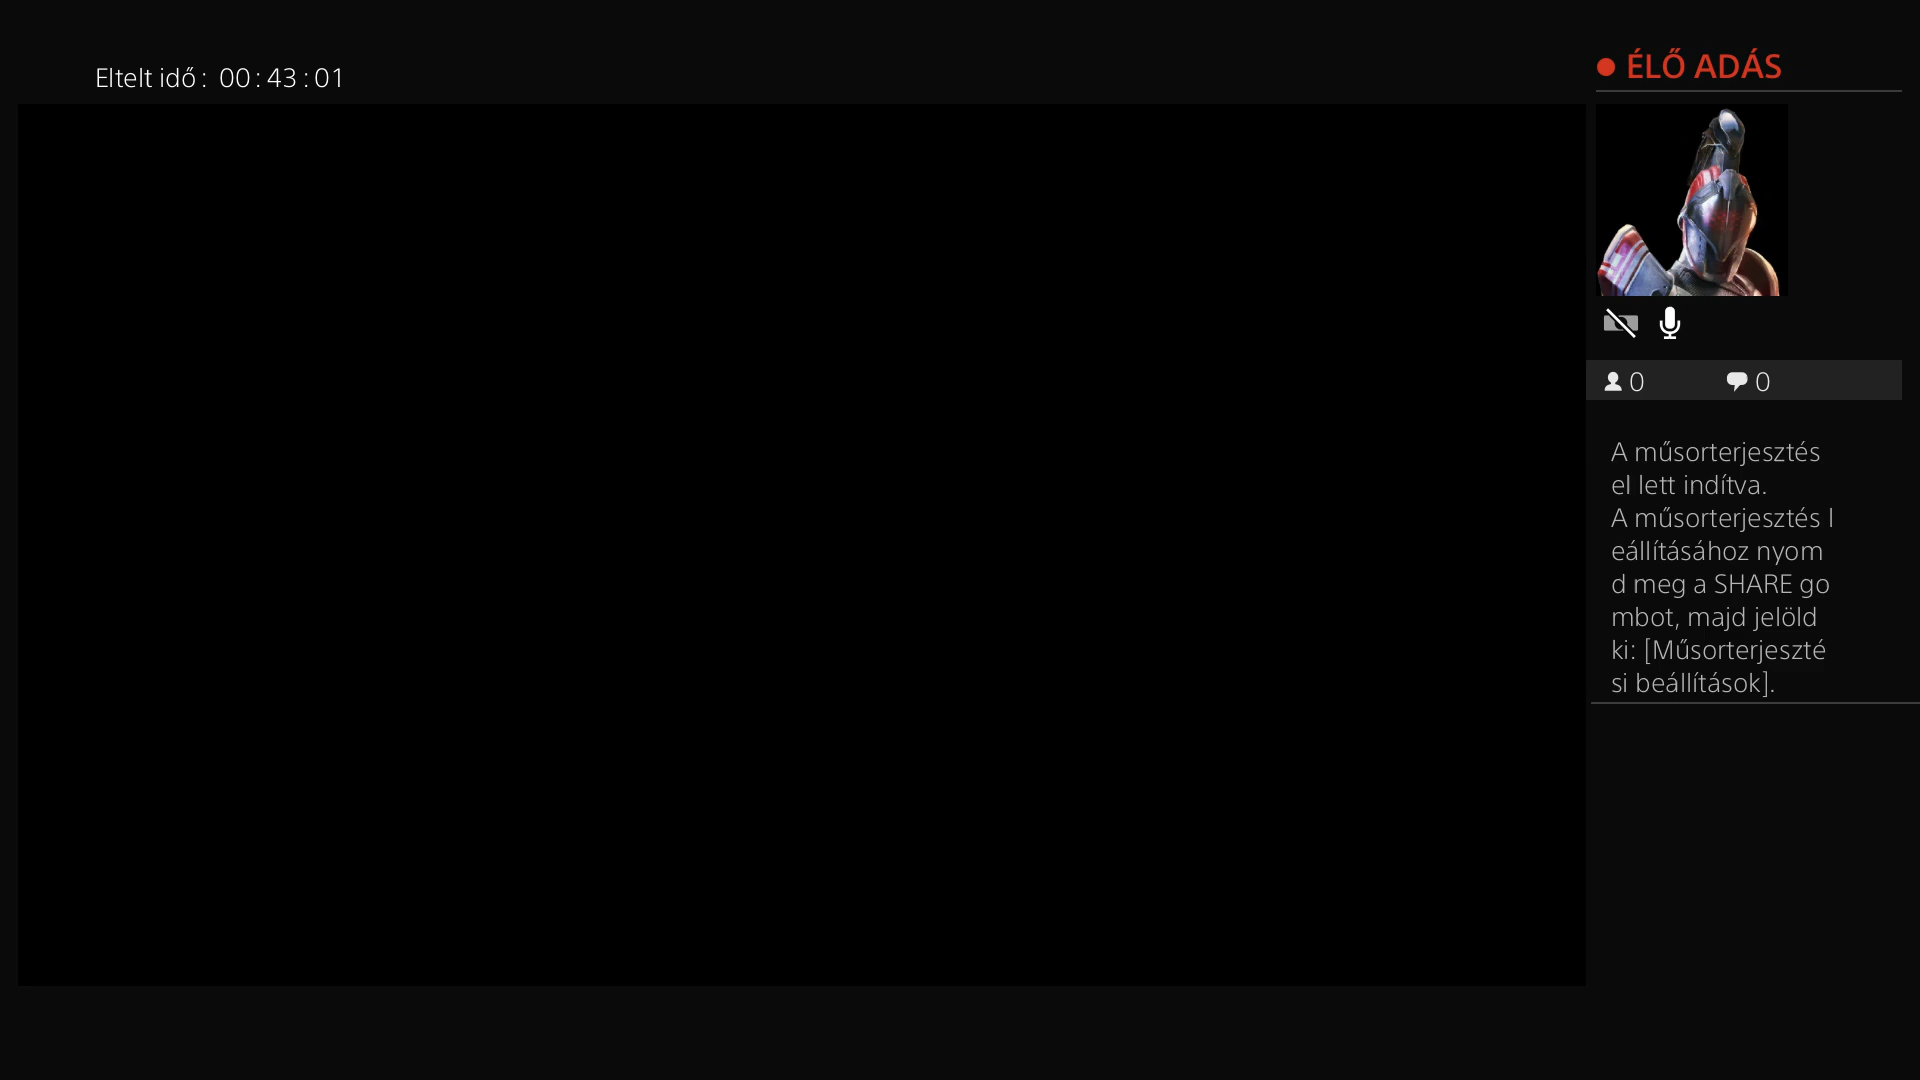 Eltelt idő : 00 : 43 : 01
ÉLŐ ADÁS
0 0
A műsorterjesztés
el lett indítva.
A műsorterjesztés l
eállításához nyom
d meg a SHARE go
mbot, majd jelöld
ki: [Műsorterjeszté
si beállítások].